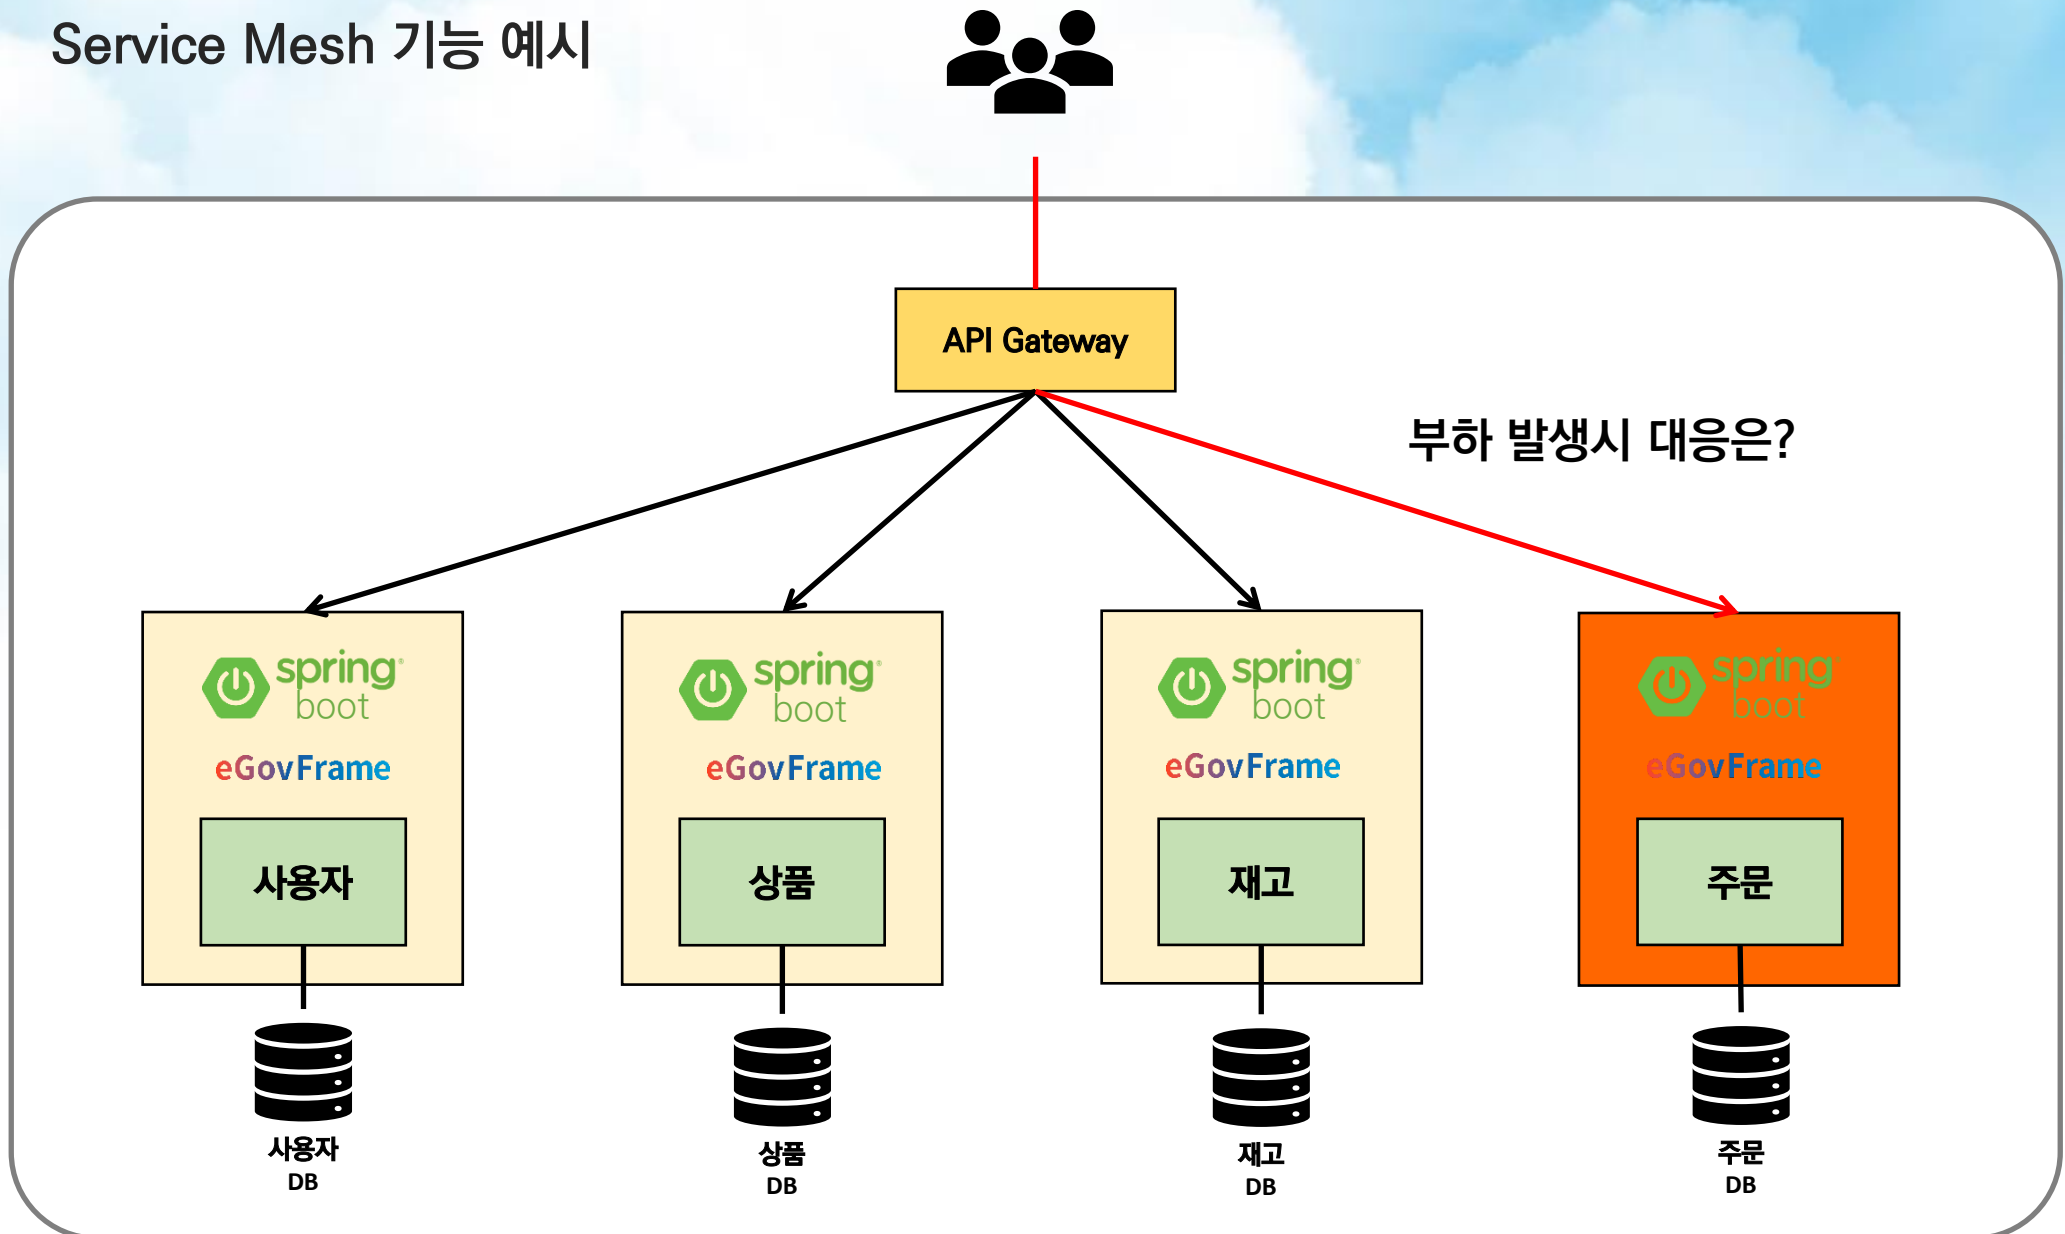 Service Mesh 기능 예시
API Gateway
부하 발생시 대응은?
spring
boot
eGovFrame
사용자
사용자
DB
spring
boot
eGovFrame
상품
상품
DB
spring
boot
eGovFrame
재고
재고
DB
spring
boot
eGovFrame
주문
주문
DB